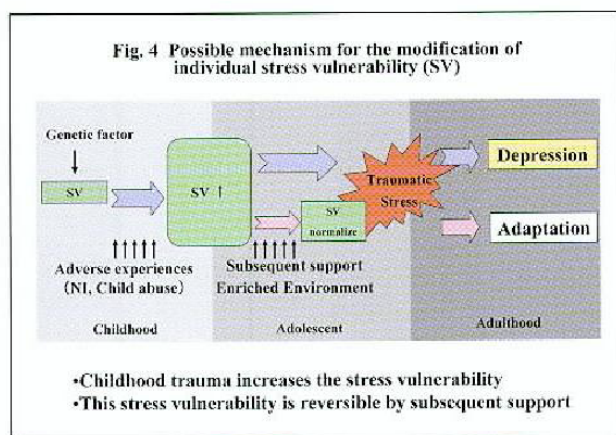 Fig. 4 Possible mechanism for the modification of
individual stress vulnerability (SV)
Genetic factor
SV
SV ↑
Traumatic
Stress
Depression
SV
normalize
Adaptation
Adverse experiences
(NI, Child abuse)
Subsequent support
Enriched Environment
Childhood
Adolescent
Adulthood
•Childhood trauma increases the stress vulnerability
•This stress vulnerability is reversible by subsequent support